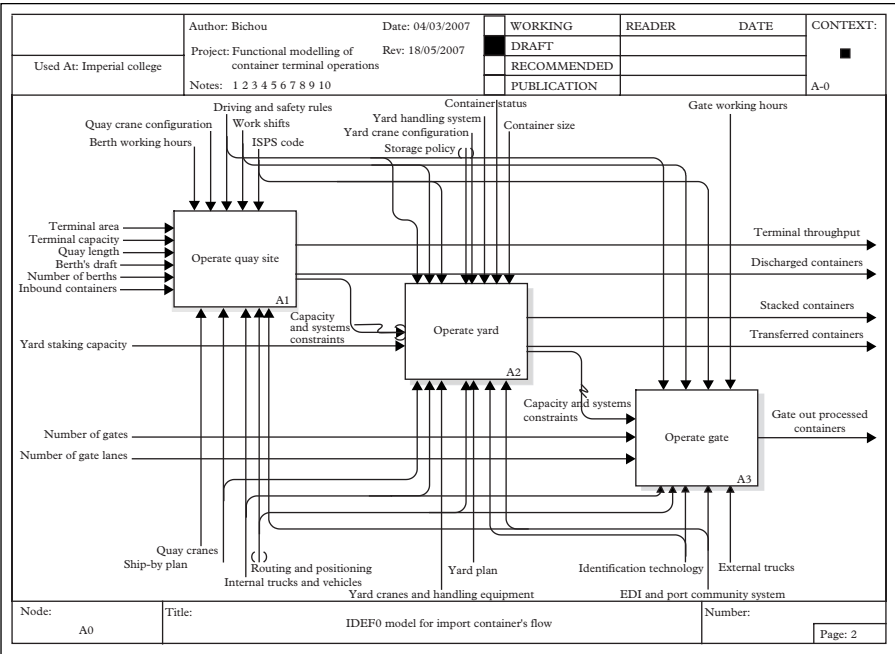 Author: Bichou
Date: 04/03/2007
WORKING
READER
DATE
CONTEXT:
Used At: Imperial college
Project: Functional modelling of
container terminal operations
Rev: 18/05/2007
DRAFT
RECOMMENDED
Notes: 1 2 3 4 5 6 7 8 9 10
PUBLICATION
A-0
Driving and safety rules
Container status
Gate working hours
Quay crane configuration
Work shifts
Yard handling system
Container size
Yard crane configuration
Berth working hours
ISPS code
Storage policy
Terminal area
Terminal capacity
Quay length
Berth's draft
Number of berths
Inbound containers
Operate quay site
A1
Terminal throughput
Discharged containers
Stacked containers
Transferred containers
Capacity
and systems
constraints
Operate yard
A2
Yard staking capacity
Capacity and systems
constraints
Number of gates
Number of gate lanes
Operate gate
A3
Gate out processed
containers
Quay cranes
Ship-by plan
Routing and positioning
Internal trucks and vehicles
Yard plan
Yard cranes and handling equipment
Identification technology
External trucks
EDI and port community system
Node:
A0
Title:
IDEF0 model for import container's flow
Number:
Page: 2